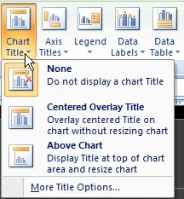 Chart Axis Legend Data Data
Title Titles Labels Table
None
Do not display a chart Title
Centered Overlay Title
Overlay centered Title on
chart without resizing chart
Above Chart
Display Title at top of chart
area and resize chart
More Title Options...